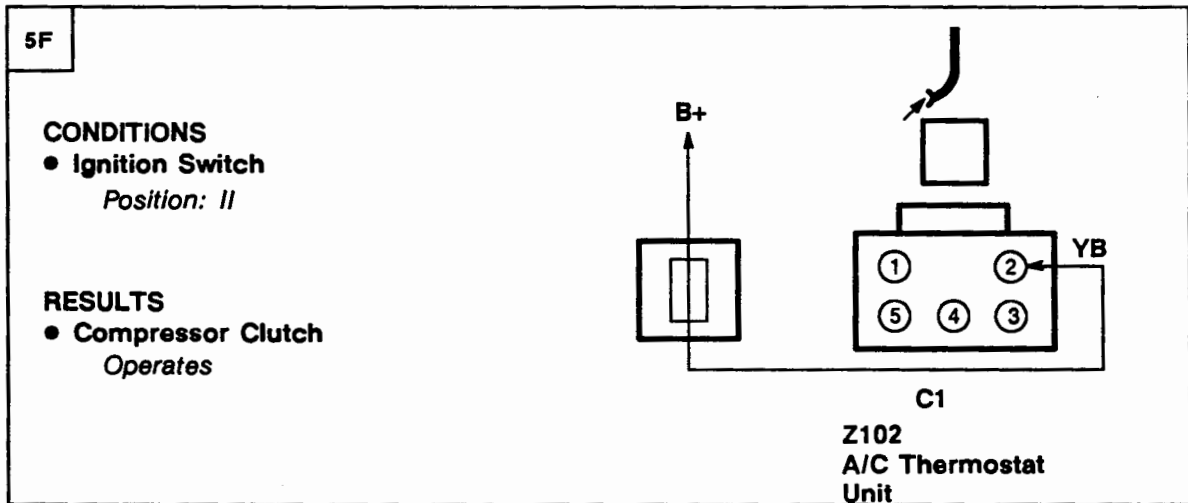 5F
CONDITIONS
● Ignition Switch
Position: II
RESULTS
● Compressor Clutch
Operates
B+
YB
1 2
5 4 3
C1
Z102
A/C Thermostat
Unit